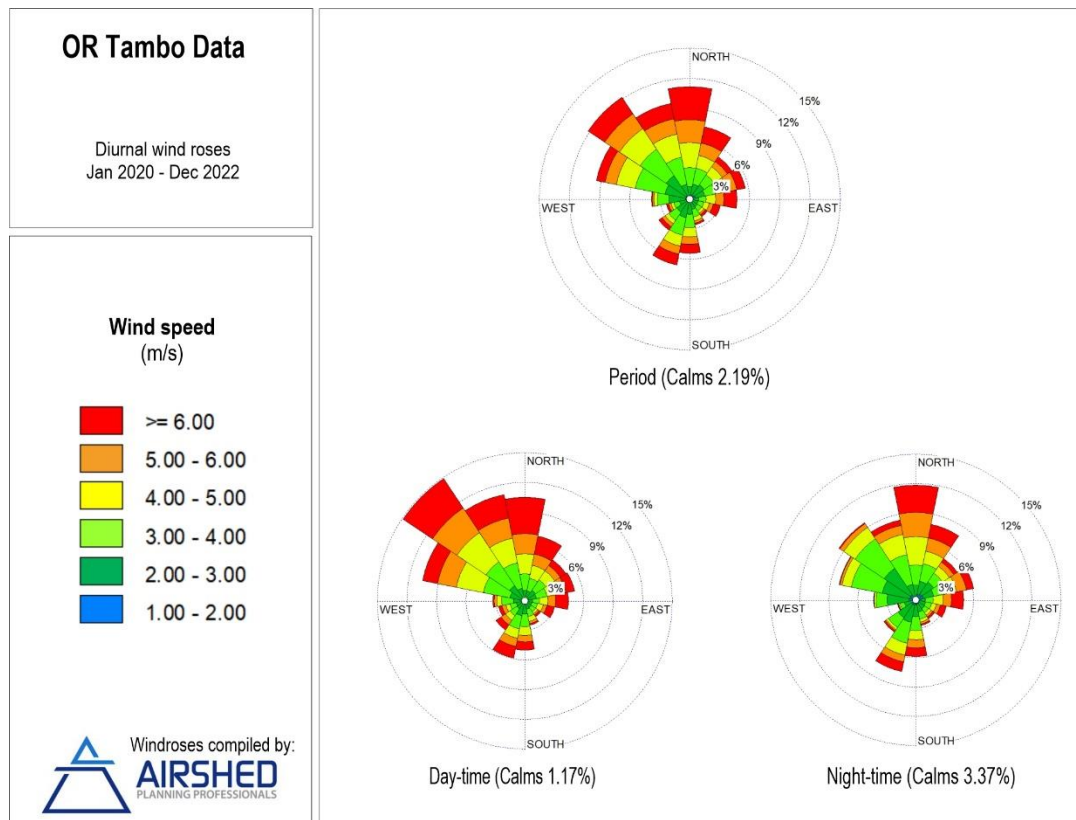 OR Tambo Data
Diurnal wind roses
Jan 2020 - Dec 2022
Wind speed
(m/s)
>= 6.00
5.00 - 6.00
4.00 - 5.00
3.00 - 4.00
2.00 - 3.00
1.00 - 2.00
Windroses compiled by:
AIRSHED
PLANNING PROFESSIONALS
NORTH
15%
12%
9%
6%
3%
WEST
EAST
SOUTH
Period (Calms 2.19%)
NORTH
15%
12%
9%
6%
3%
WEST
EAST
SOUTH
Day-time (Calms 1.17%)
NORTH
15%
12%
9%
6%
3%
WEST
EAST
SOUTH
Night-time (Calms 3.37%)